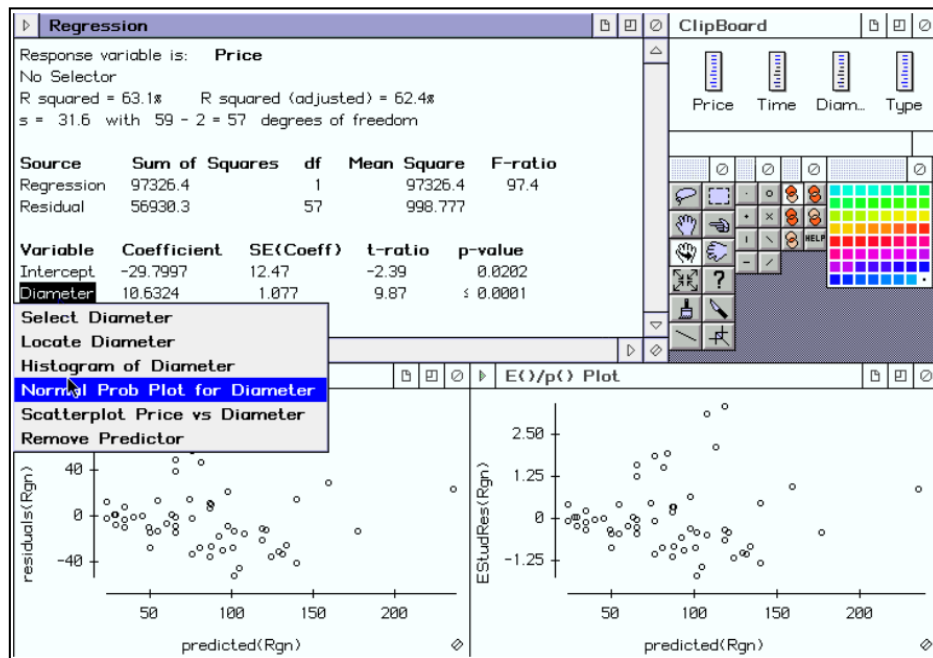 Regression
Response variable is: Price
No Selector
R squared = 63.1% R squared (adjusted) = 62.4%
s = 31.6 with 59 - 2 = 57 degrees of freedom
Source Sum of Squares df Mean Square F-ratio
Regression 97326.4 1 97326.4 97.4
Residual 56930.3 57 998.777
Variable Coefficient SE(Coeff) t-ratio p-value
Intercept -29.7997 12.47 -2.39 0.0202
Diameter 10.6324 1.077 9.87 ≤ 0.0001
Select Diameter
Locate Diameter
Histogram of Diameter
Normal Prob Plot for Diameter
Scatterplot Price vs Diameter
Remove Predictor
ClipBoard
Price Time Diam… Type
HELP
?
40
0
-40
residuals(Rgn)
50 100 150 200
predicted(Rgn)
E()/p() Plot
2.50
1.25
0
-1.25
EStudRes(Rgn)
50 100 150 200
predicted(Rgn)